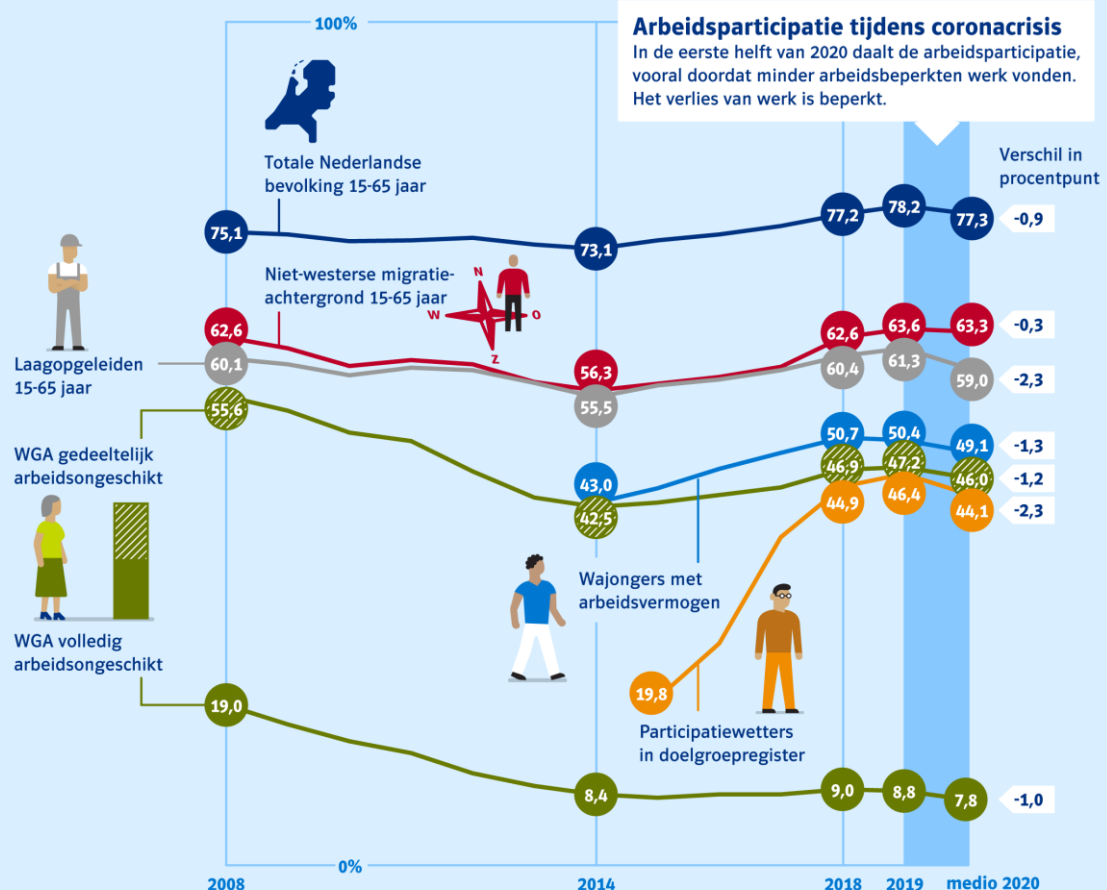 100%
Arbeidsparticipatie tijdens coronacrisis
In de eerste helft van 2020 daalt de arbeidsparticipatie,
vooral doordat minder arbeidsbeperkten werk vonden.
Het verlies van werk is beperkt.
Verschil in
procentpunt
Totale Nederlandse
bevolking 15-65 jaar
75,1
73,1
77,2
78,2
77,3
-0,9
Niet-westerse migratie-
achtergrond 15-65 jaar
N
W
O
Z
62,6
56,3
62,6
63,6
63,3
-0,3
Laagopgeleiden
15-65 jaar
60,1
55,5
60,4
61,3
59,0
-2,3
WGA gedeeltelijk
arbeidsongeschikt
55,6
42,5
46,9
47,2
46,0
-1,2
43,0
50,7
50,4
49,1
-1,3
Wajongers met
arbeidsvermogen
19,8
44,9
46,4
44,1
-2,3
Participatiewetters
in doelgroepregister
WGA volledig
arbeidsongeschikt
19,0
8,4
9,0
8,8
7,8
-1,0
0%
2008
2014
2018
2019
medio 2020